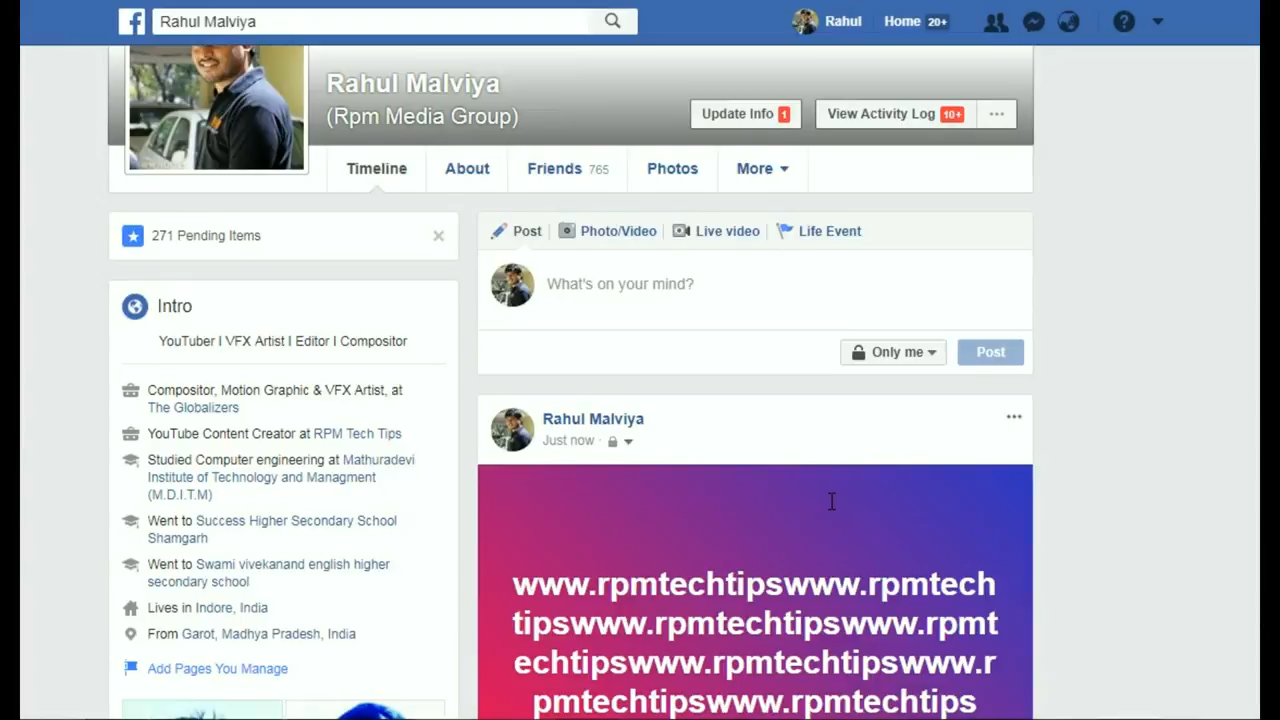 Rahul Malviya
Rahul
Home 20+
Rahul Malviya
(Rpm Media Group)
Update Info 1
View Activity Log 10+
Timeline
About
Friends 765
Photos
More
271 Pending Items
Post
Photo/Video
Live video
Life Event
What's on your mind?
Only me
Post
Intro
YouTuber I VFX Artist I Editor I Compositor
Compositor, Motion Graphic & VFX Artist, at
The Globalizers
YouTube Content Creator at RPM Tech Tips
Studied Computer engineering at Mathuradevi
Institute of Technology and Managment
(M.D.I.T.M)
Went to Success Higher Secondary School
Shamgarh
Went to Swami vivekanand english higher
secondary school
Lives in Indore, India
From Garot, Madhya Pradesh, India
Add Pages You Manage
Rahul Malviya
Just now
www.rpmtechtipswww.rpmtech
tipswww.rpmtechtipswww.rpmt
echtipswww.rpmtechtipswww.r
pmtechtipswww.rpmtechtips